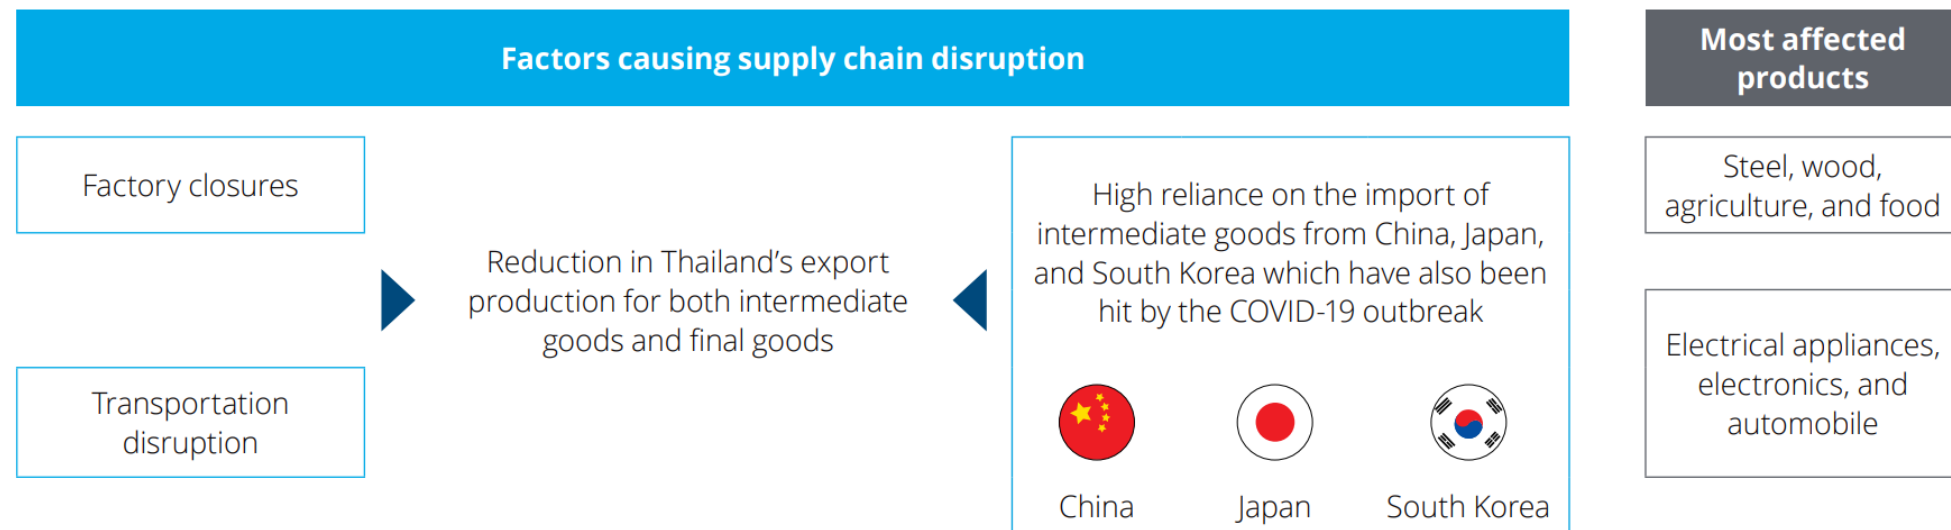 Factors causing supply chain disruption
Most affected
products
Factory closures
Transportation
disruption
Reduction in Thailand’s export
production for both intermediate
goods and final goods
High reliance on the import of
intermediate goods from China, Japan,
and South Korea which have also been
hit by the COVID-19 outbreak
China
Japan
South Korea
Steel, wood,
agriculture, and food
Electrical appliances,
electronics, and
automobile